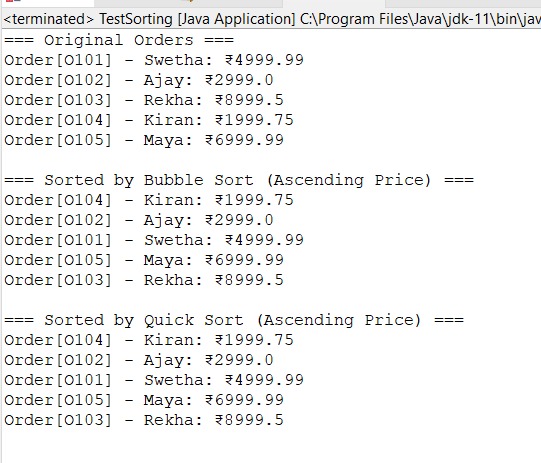 <terminated> TestSorting [Java Application] C:\Program Files\Java\jdk-11\bin\jav
=== Original Orders ===
Order[O101] - Swetha: ₹4999.99
Order[O102] - Ajay: ₹2999.0
Order[O103] - Rekha: ₹8999.5
Order[O104] - Kiran: ₹1999.75
Order[O105] - Maya: ₹6999.99
=== Sorted by Bubble Sort (Ascending Price) ===
Order[O104] - Kiran: ₹1999.75
Order[O102] - Ajay: ₹2999.0
Order[O101] - Swetha: ₹4999.99
Order[O105] - Maya: ₹6999.99
Order[O103] - Rekha: ₹8999.5
=== Sorted by Quick Sort (Ascending Price) ===
Order[O104] - Kiran: ₹1999.75
Order[O102] - Ajay: ₹2999.0
Order[O101] - Swetha: ₹4999.99
Order[O105] - Maya: ₹6999.99
Order[O103] - Rekha: ₹8999.5